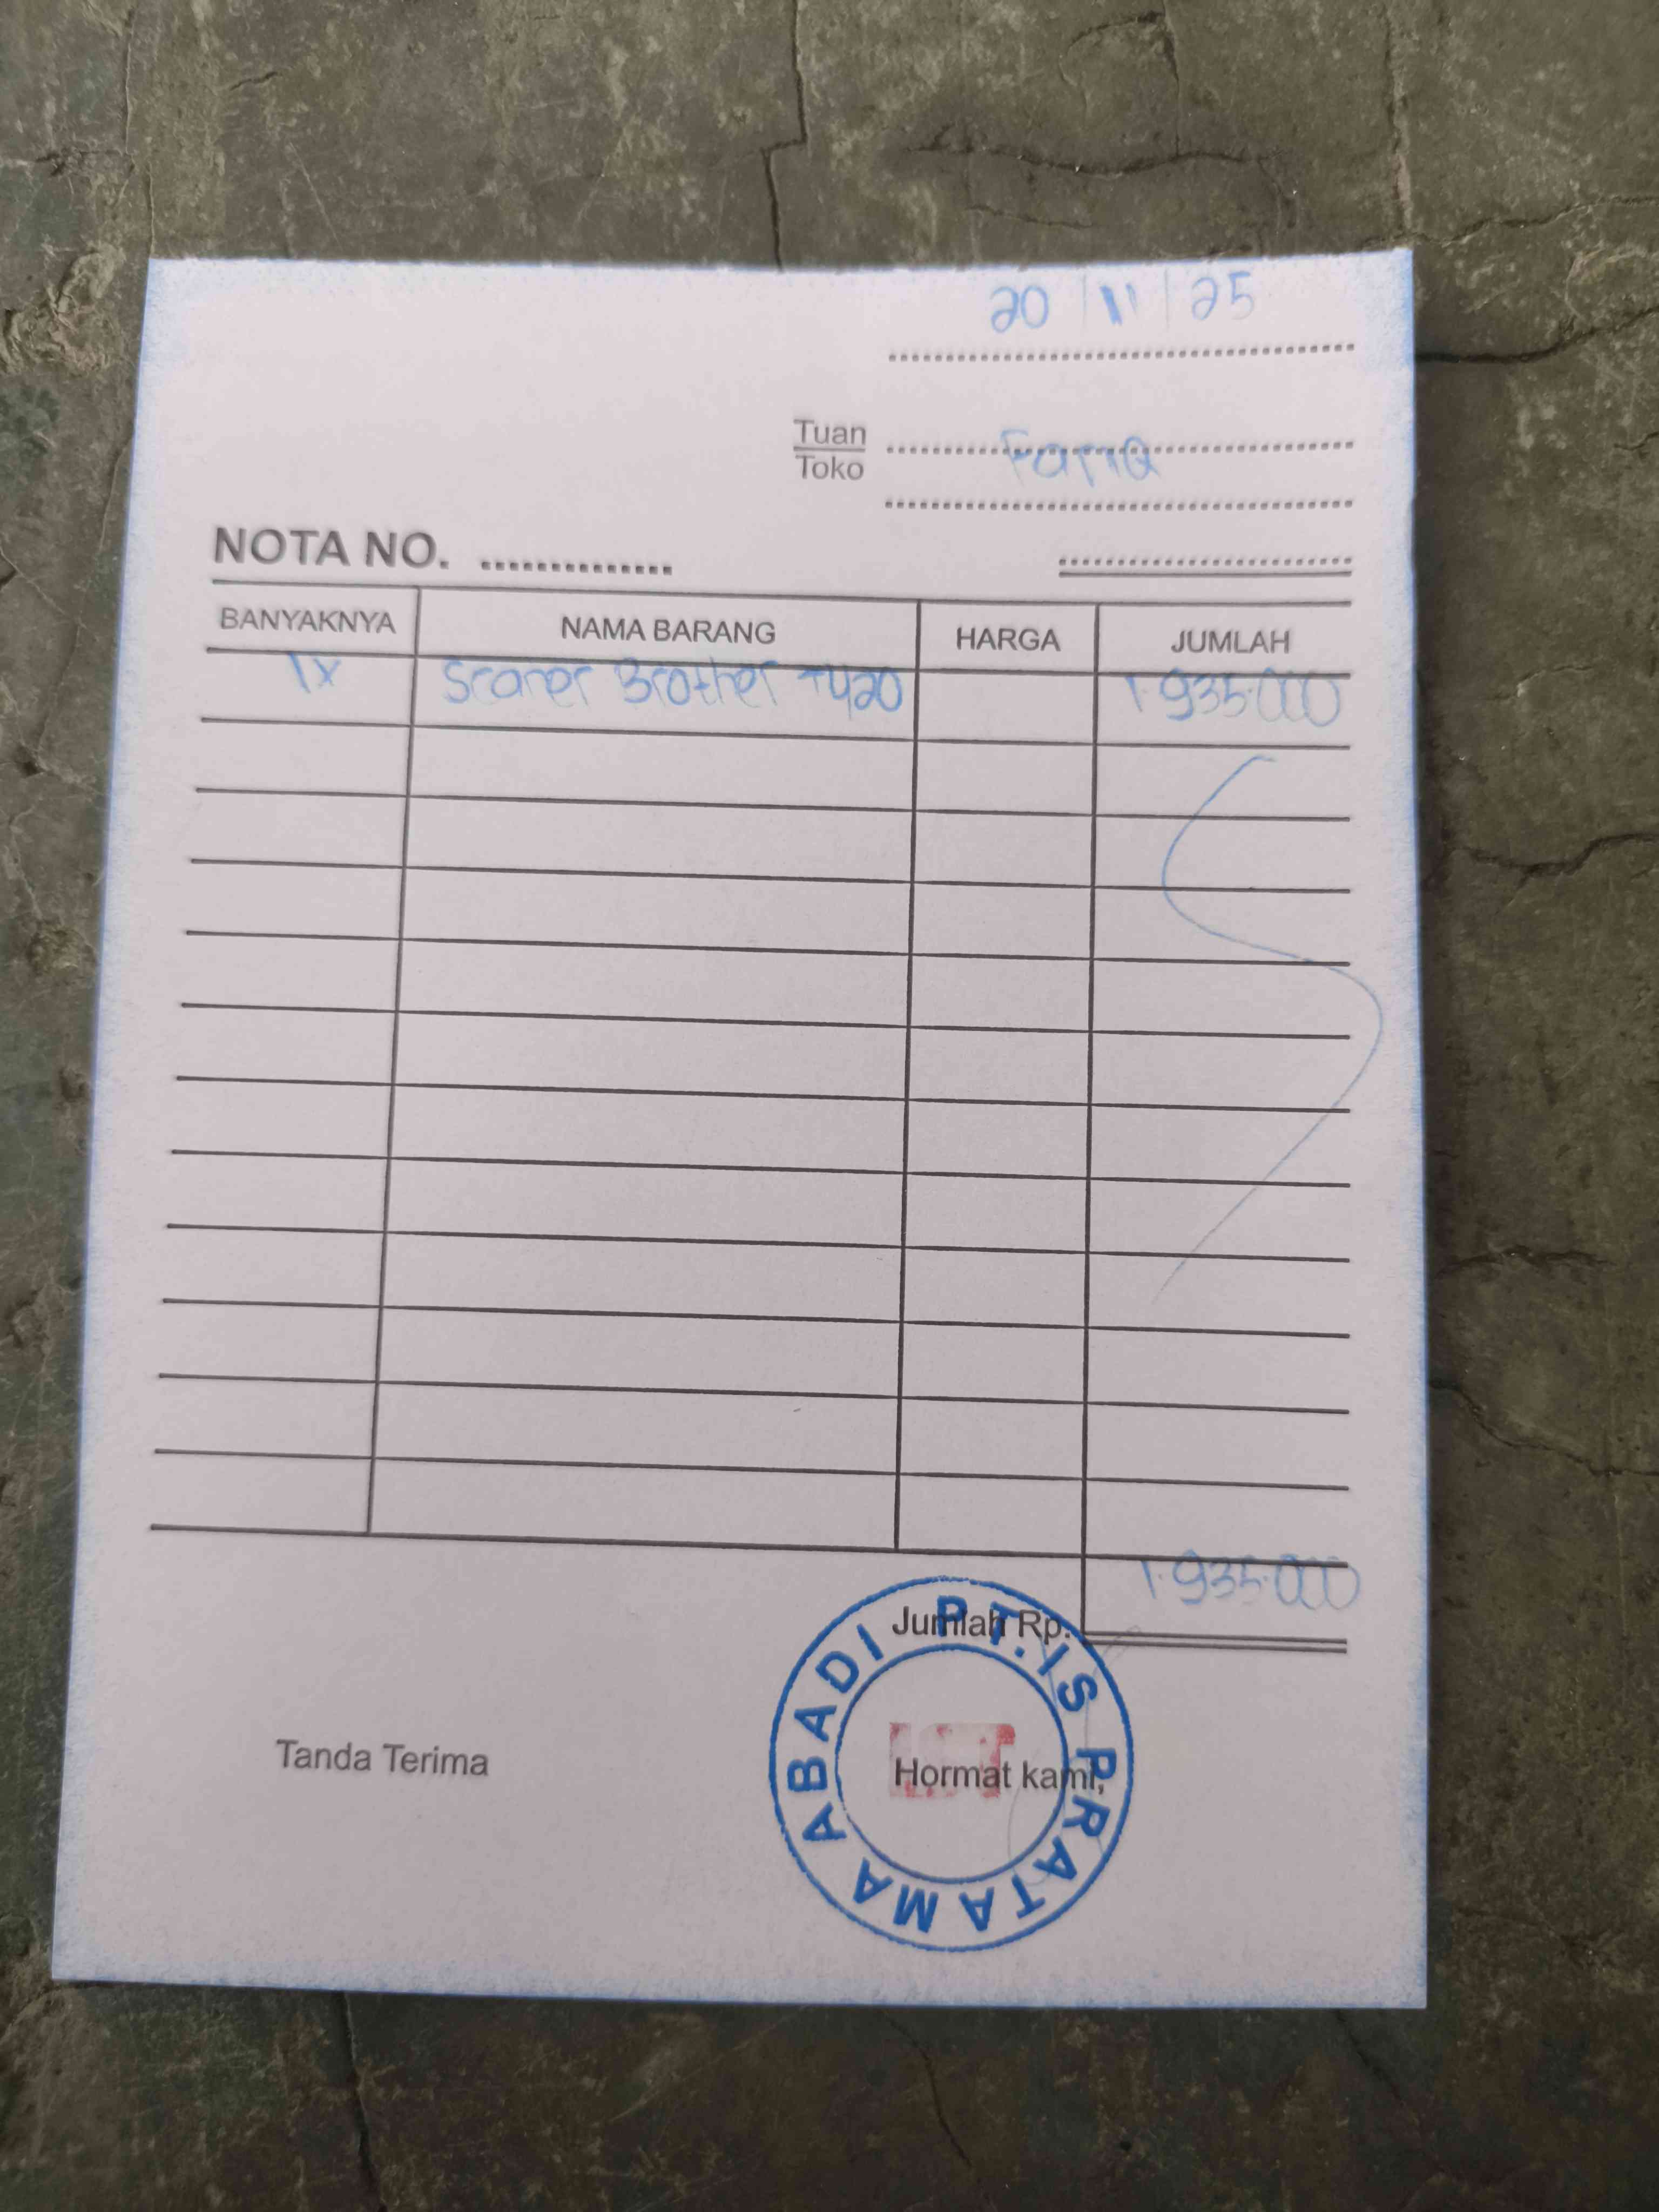 20/11/25
Tuan
Toko
Fariq
NOTA NO. ...............
BANYAKNYA NAMA BARANG HARGA JUMLAH
1x Scaner Brother T420 1.935.000
Jumlah Rp. 1.935.000
Tanda Terima Hormat kami,
PT. IS PRATAMA ABADI